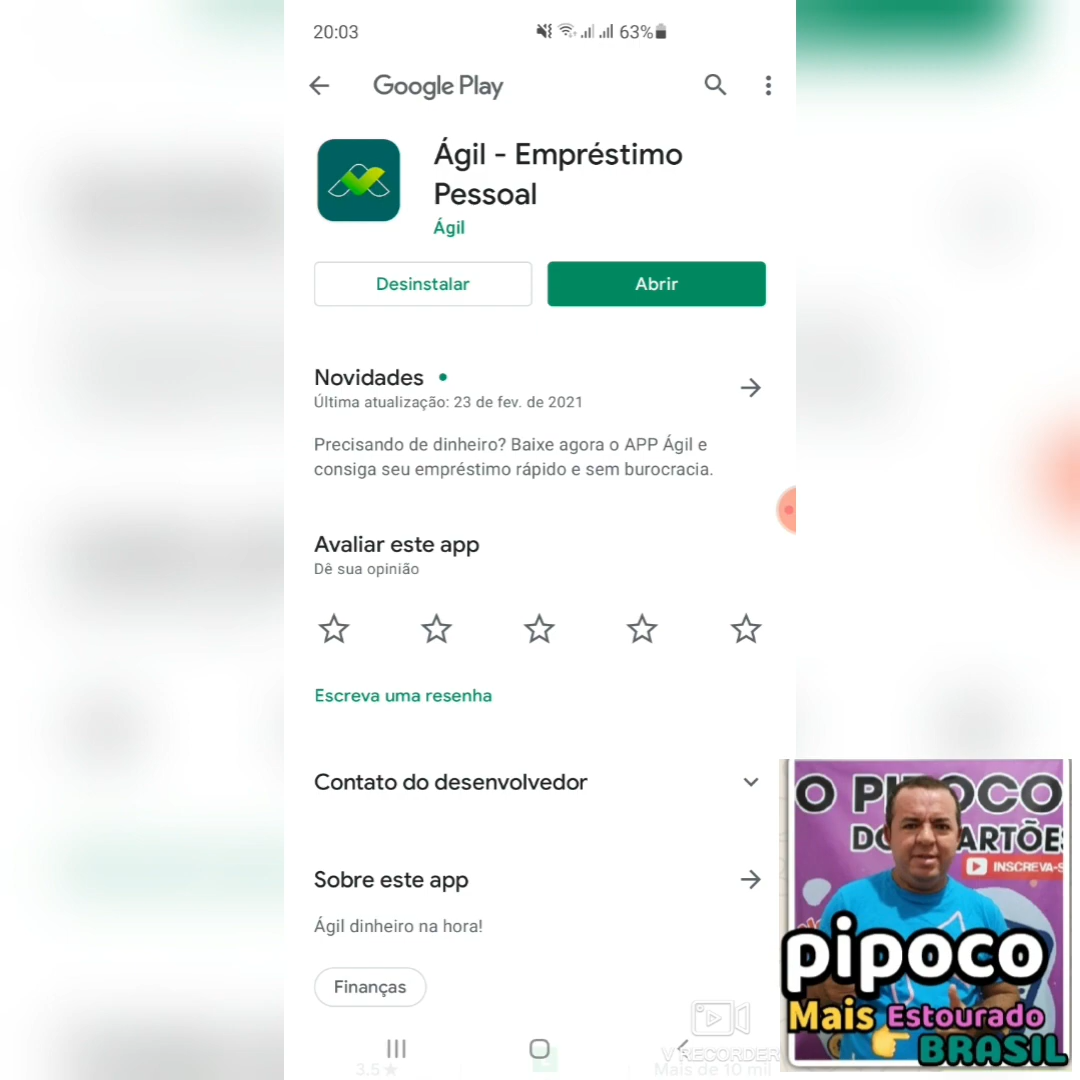 20:03
63%
Google Play
Ágil - Empréstimo
Pessoal
Ágil
Desinstalar
Abrir
Novidades
Última atualização: 23 de fev. de 2021
Precisando de dinheiro? Baixe agora o APP Ágil e
consiga seu empréstimo rápido e sem burocracia.
Avaliar este app
Dê sua opinião
Escreva uma resenha
Contato do desenvolvedor
Sobre este app
Ágil dinheiro na hora!
Finanças
V RECORDER
3.5★
Mais de 10 mil
O PIPOCO
INSCREVA-S
pipoco
Mais Estourado
BRASIL